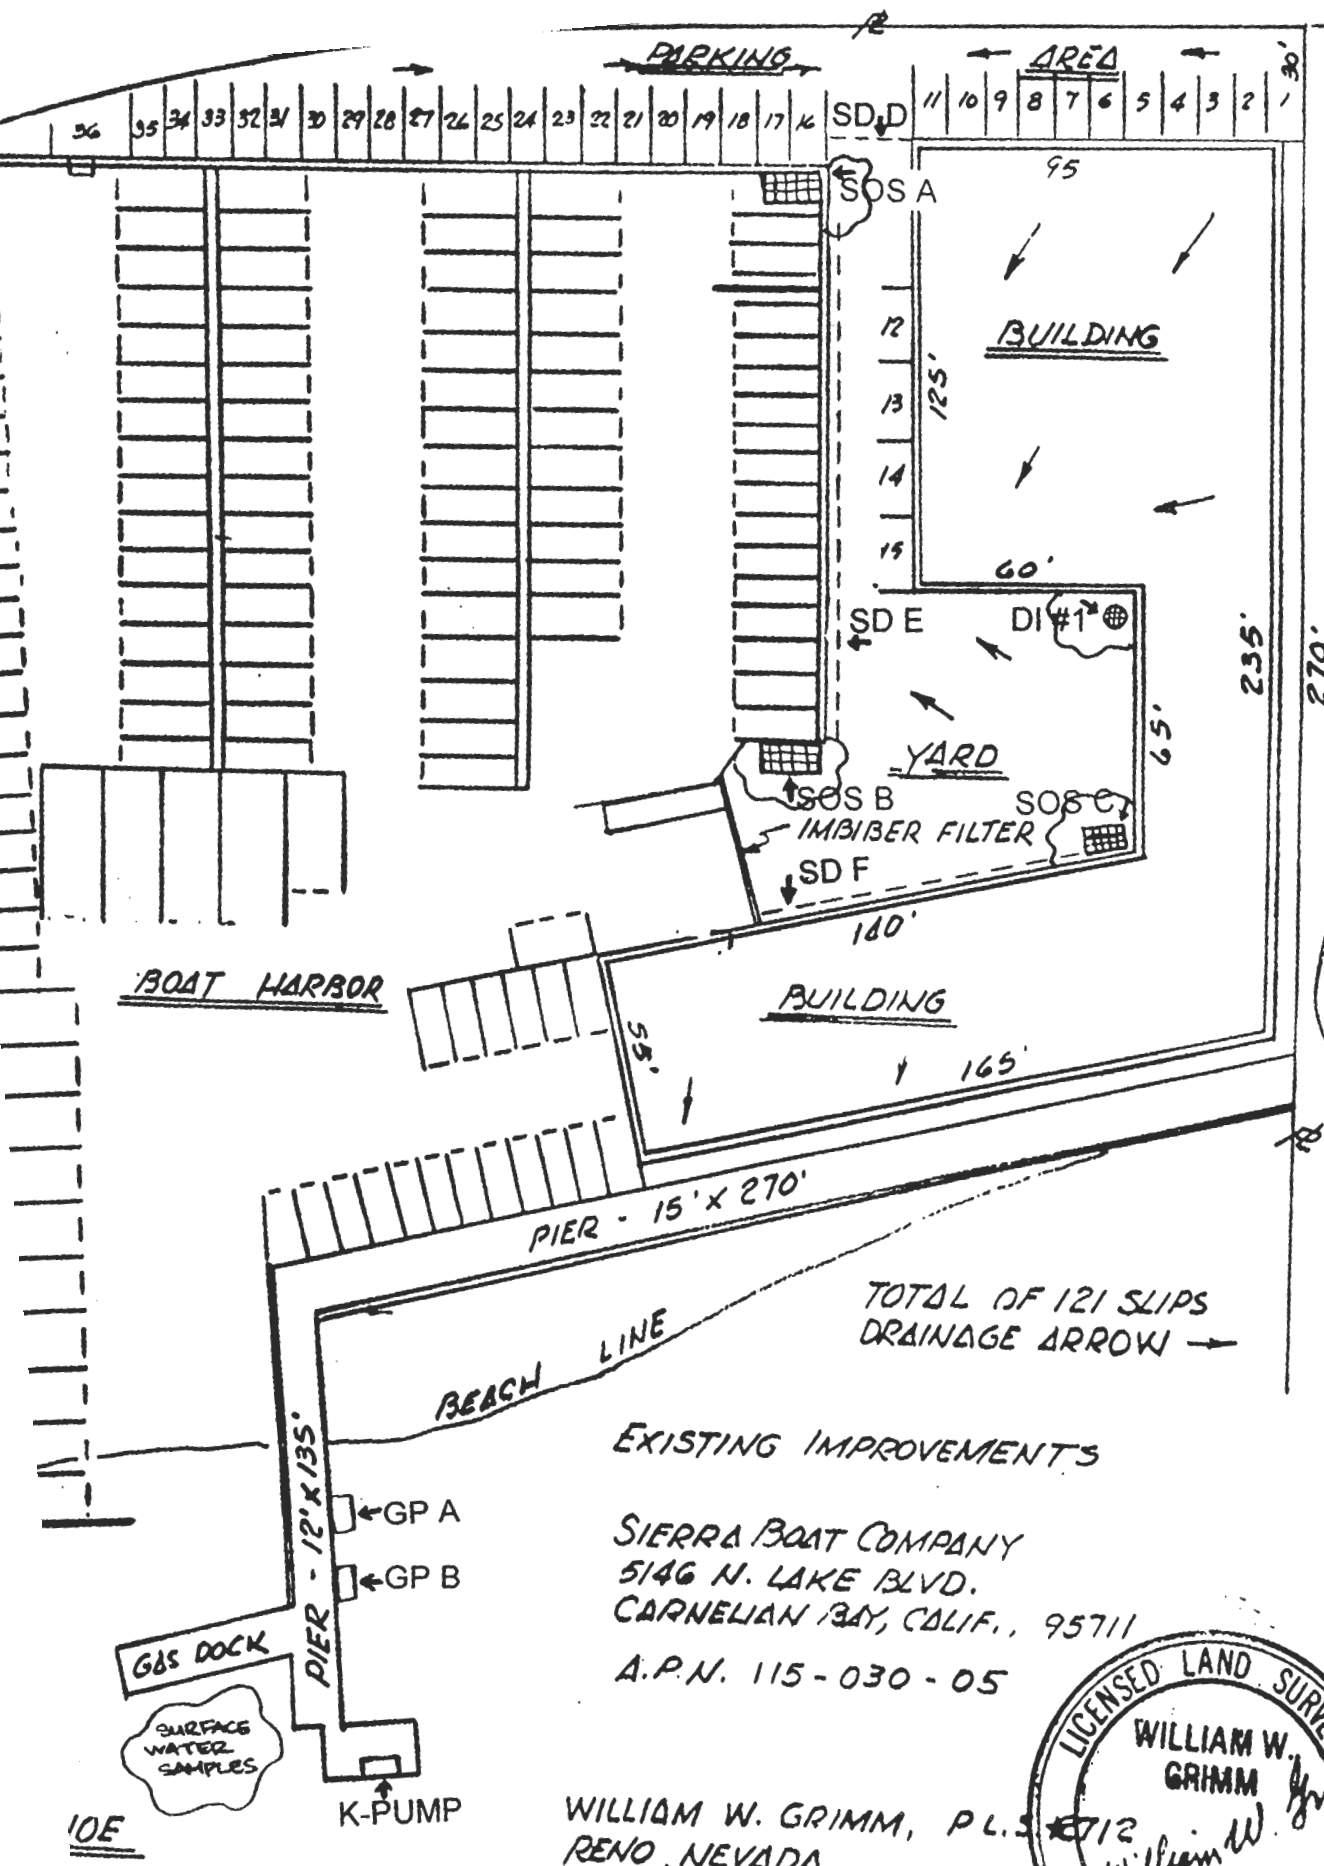 PARKING AREA
30'
36 35 34 33 32 31 30 29 28 27 26 25 24 23 22 21 20 19 18 17 16 SD D 11 10 9 8 7 6 5 4 3 2 1
95
SOS A
12
BUILDING
125'
13
14
15
60'
SD E
DI #1
235'
270'
65'
YARD
SOS B
SOS C
IMBIBER FILTER
SD F
140'
BOAT HARBOR
BUILDING
55'
165'
PIER - 15' X 270'
TOTAL OF 121 SLIPS
DRAINAGE ARROW
BEACH LINE
EXISTING IMPROVEMENTS
PIER - 12' X 135'
GP A
GP B
SIERRA BOAT COMPANY
5146 N. LAKE BLVD.
CARNELIAN BAY, CALIF., 95711
A.P.N. 115-030-05
GAS DOCK
SURFACE
WATER
SAMPLES
K-PUMP
LICENSED LAND
WILLIAM W.
GRIMM
William W.
WILLIAM W. GRIMM, P L.S
RENO, NEVADA